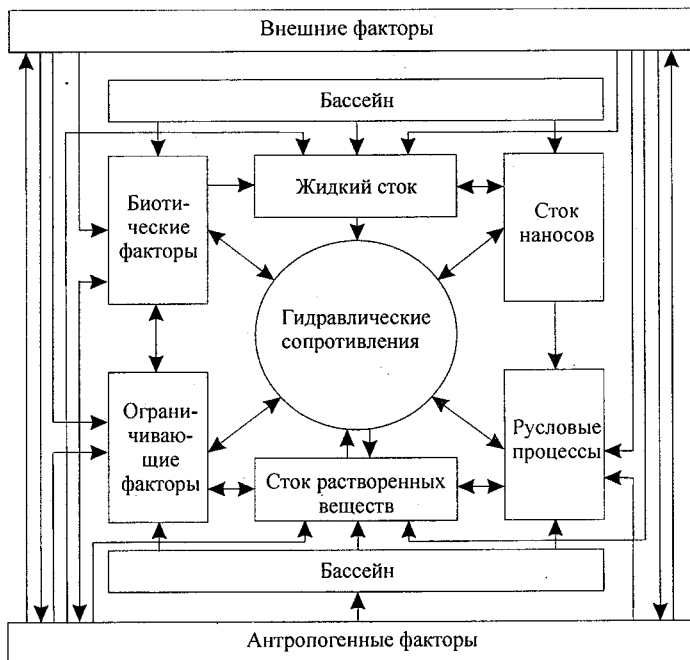 Внешние факторы
Бассейн
Биоти-
ческие
факторы
Жидкий сток
Сток
наносов
Гидравлические
сопротивления
Ограни-
чиваю-
щие
факторы
Сток растворенных
веществ
Русловые
процессы
Бассейн
Антропогенные факторы